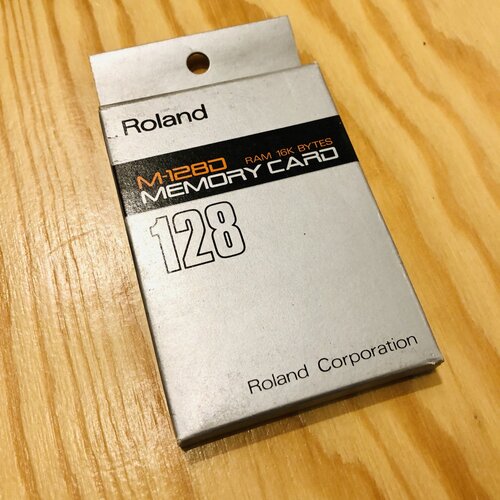 Roland
M-128D RAM 16K BYTES
MEMORY CARD
128
Roland Corporation